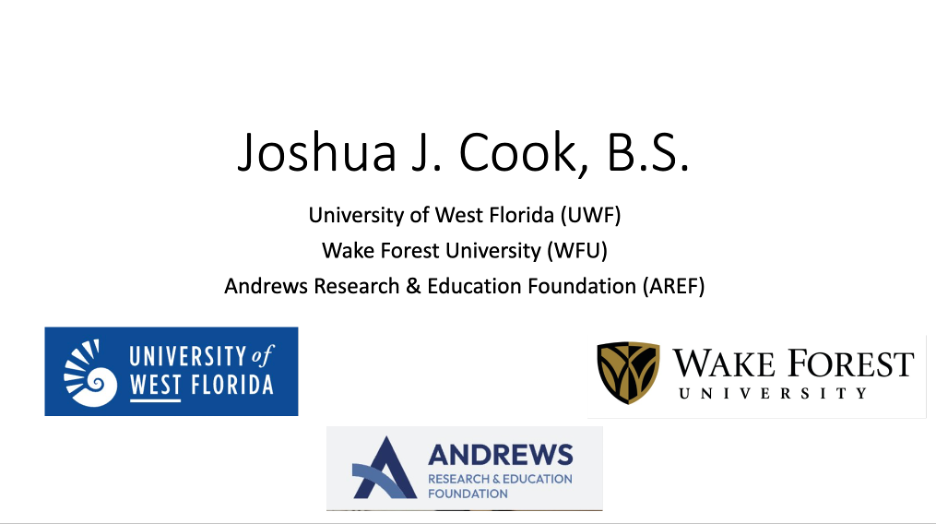 Joshua J. Cook, B.S.
University of West Florida (UWF)
Wake Forest University (WFU)
Andrews Research & Education Foundation (AREF)
UNIVERSITY of
WEST FLORIDA
WAKE FOREST
UNIVERSITY
ANDREWS
RESEARCH & EDUCATION
FOUNDATION